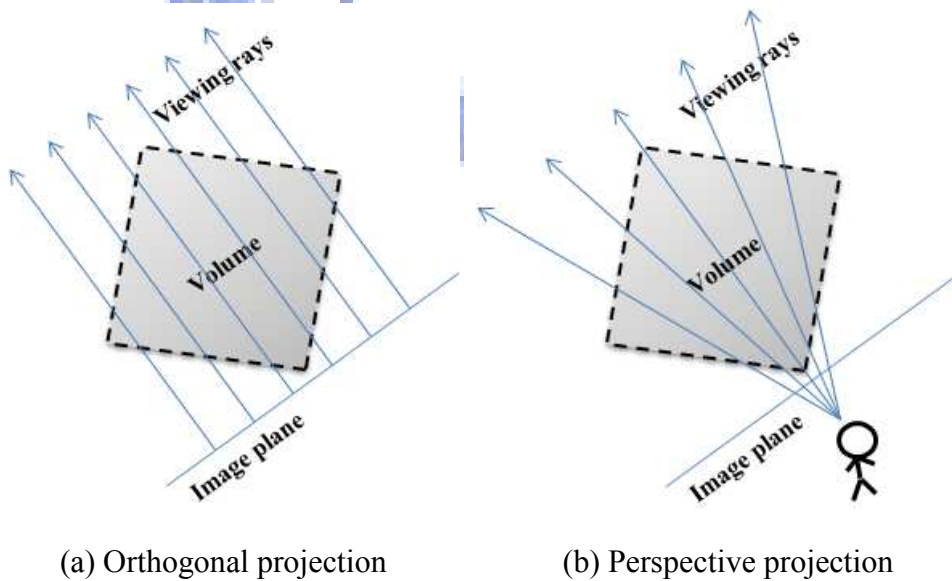 Viewing rays
Volume
Image plane
Viewing rays
Volume
Image plane
(a) Orthogonal projection
(b) Perspective projection